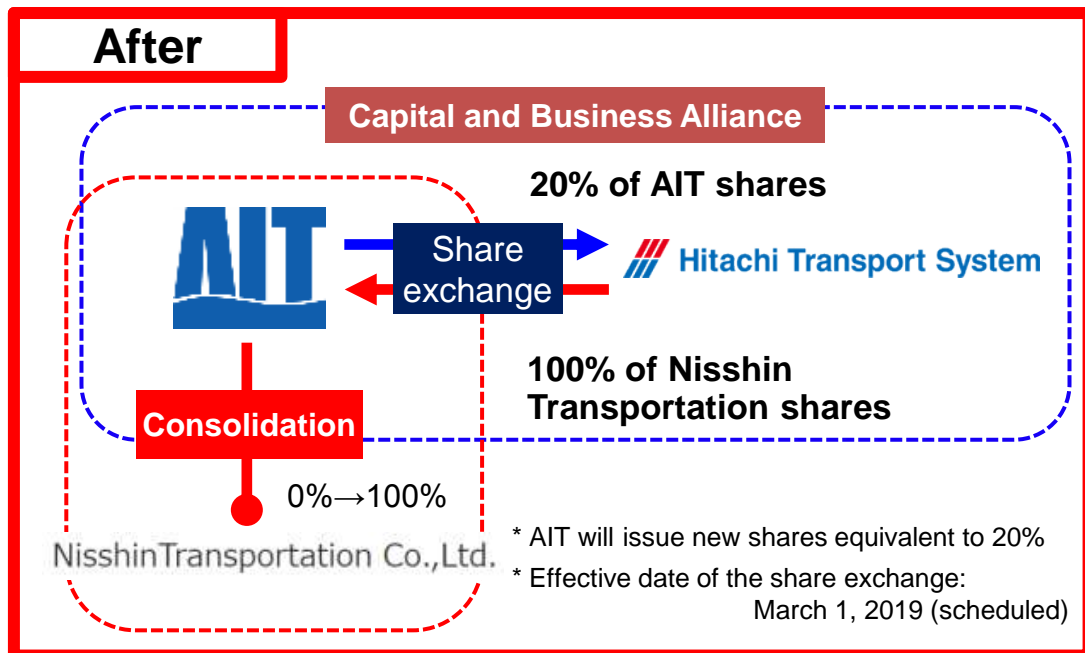 After
Capital and Business Alliance
20% of AIT shares
AIT
Share
exchange
Hitachi Transport System
100% of Nisshin
Transportation shares
Consolidation
0%→100%
NisshinTransportation Co.,Ltd.
* AIT will issue new shares equivalent to 20%
* Effective date of the share exchange:
March 1, 2019 (scheduled)